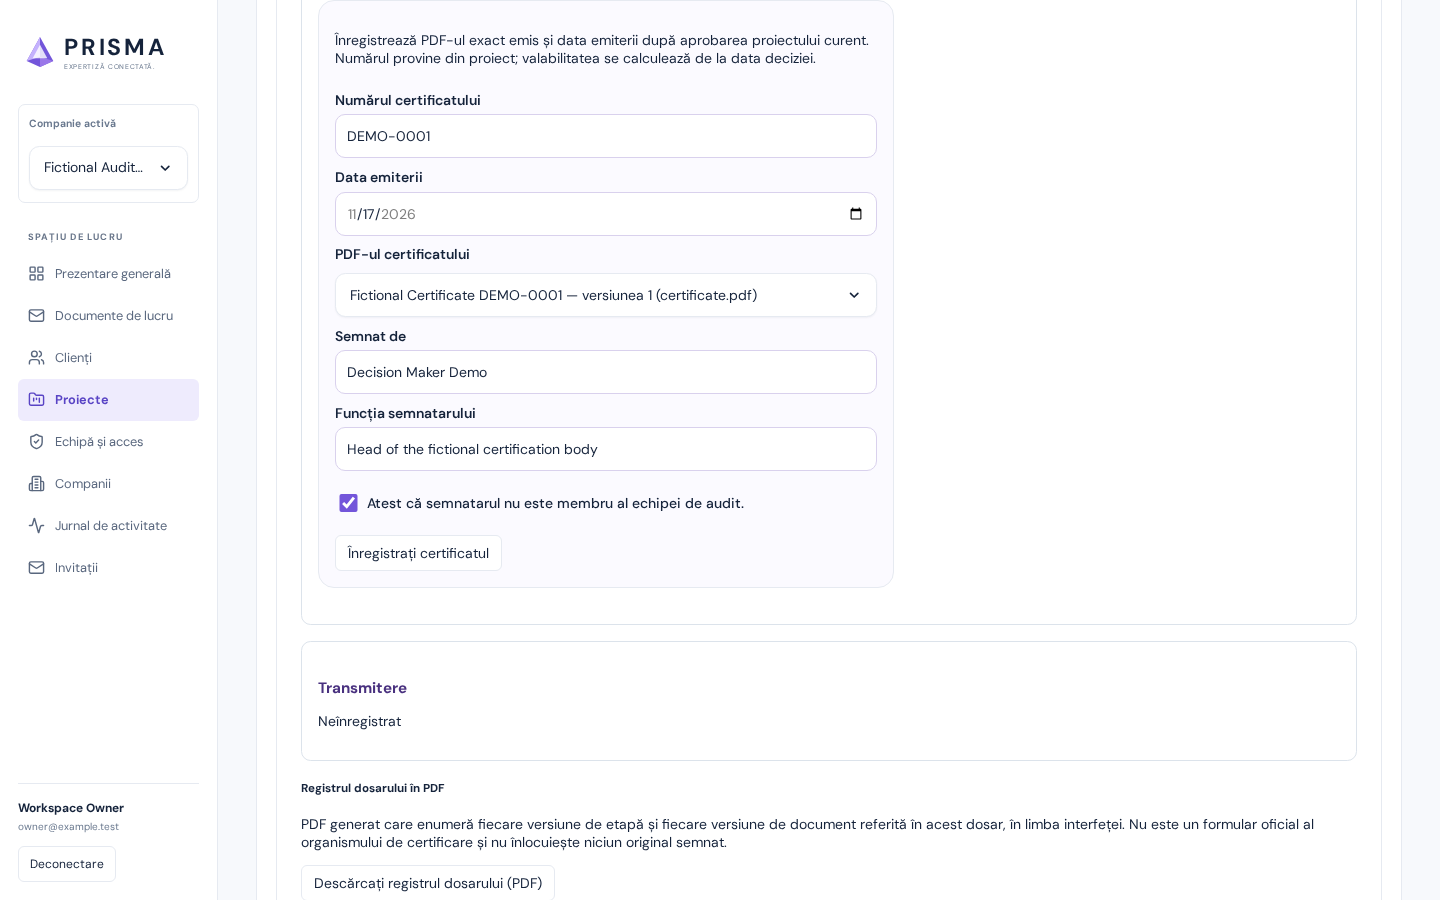 PRISMA
EXPERTIZĂ CONECTATĂ.
Companie activă
Fictional Audit...
SPAȚIU DE LUCRU
Prezentare generală
Documente de lucru
Clienți
Proiecte
Echipă și acces
Companii
Jurnal de activitate
Invitații
Workspace Owner
owner@example.test
Deconectare
Înregistrează PDF-ul exact emis și data emiterii după aprobarea proiectului curent.
Numărul provine din proiect; valabilitatea se calculează de la data deciziei.
Numărul certificatului
DEMO-0001
Data emiterii
11/17/2026
PDF-ul certificatului
Fictional Certificate DEMO-0001 — versiunea 1 (certificate.pdf)
Semnat de
Decision Maker Demo
Funcția semnatarului
Head of the fictional certification body
Atest că semnatarul nu este membru al echipei de audit.
Înregistrați certificatul
Transmitere
Neînregistrat
Registrul dosarului în PDF
PDF generat care enumeră fiecare versiune de etapă și fiecare versiune de document referită în acest dosar, în limba interfeței. Nu este un formular oficial al
organismului de certificare și nu înlocuiește niciun original semnat.
Descărcați registrul dosarului (PDF)